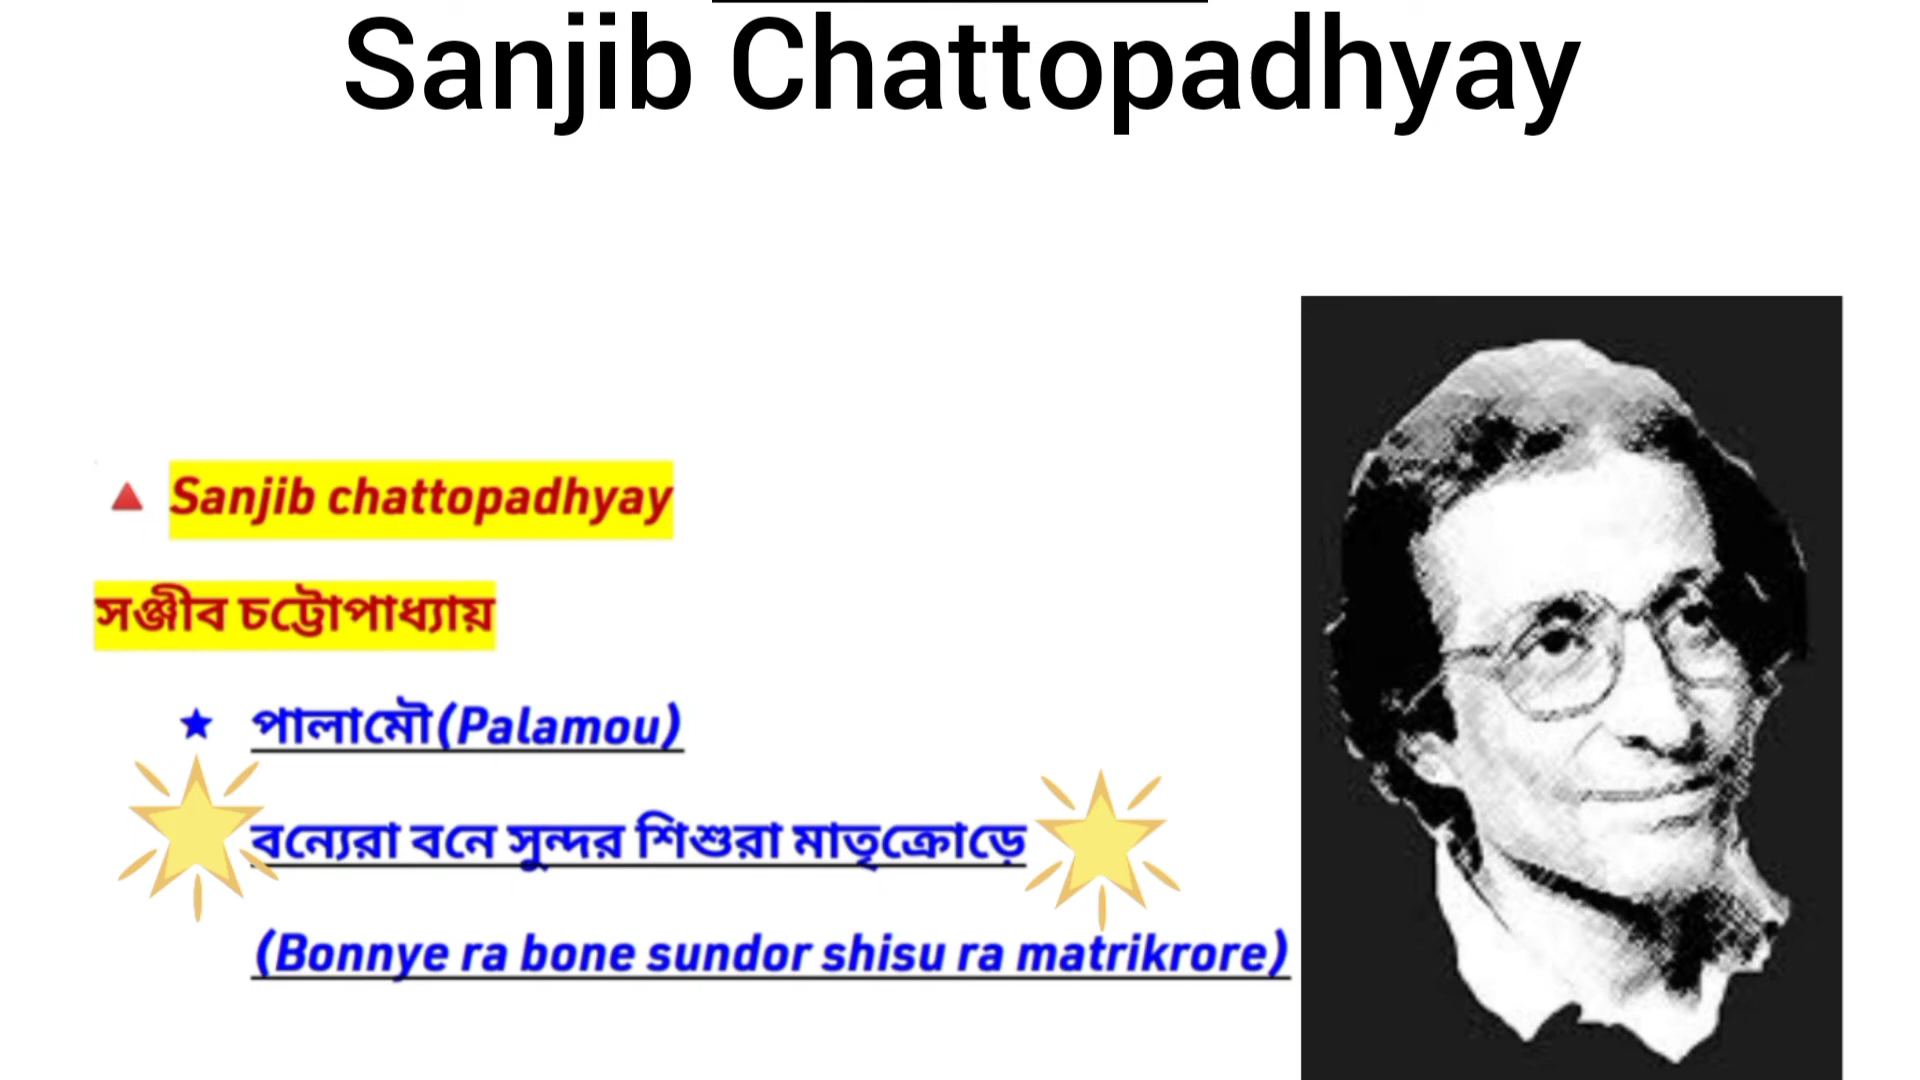 Sanjib Chattopadhyay
Sanjib chattopadhyay
সঞ্জীব চট্টোপাধ্যায়
পালামৌ(Palamou)
বন্যেরা বনে সুন্দর শিশুরা মাতৃক্রোড়ে
(Bonnye ra bone sundor shisu ra matrikrore)